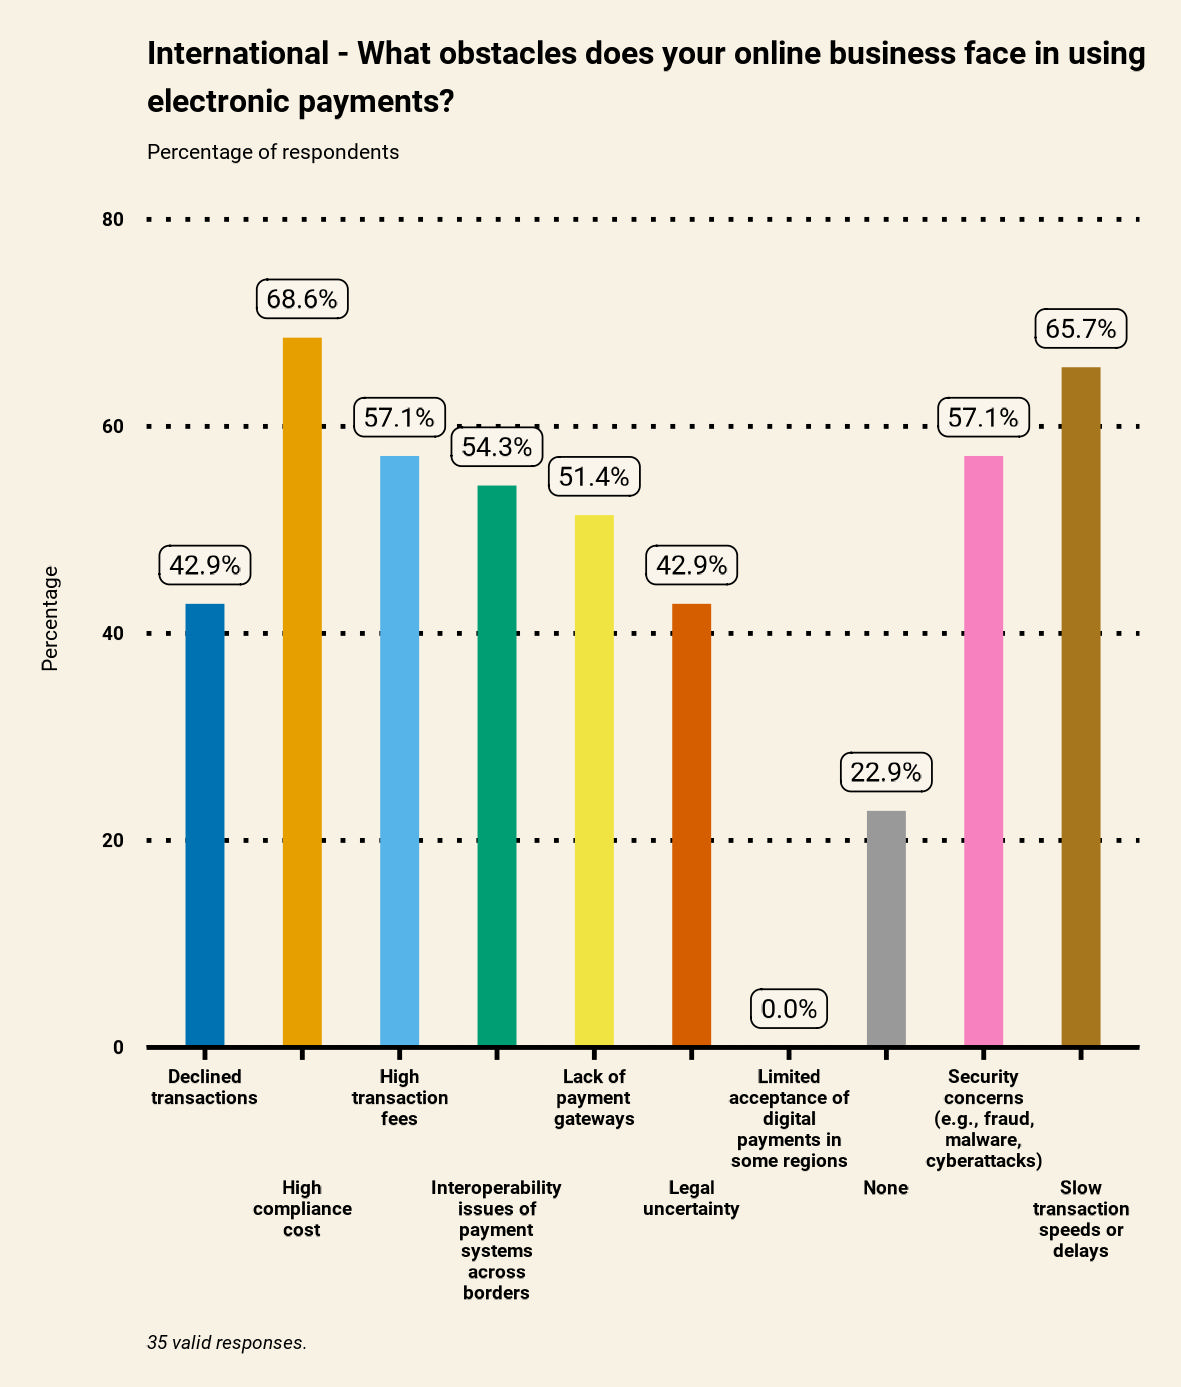 International - What obstacles does your online business face in using
electronic payments?
Percentage of respondents
80
68.6%
65.7%
57.1%
57.1%
60
54.3%
51.4%
42.9%
42.9%
Percentage
40
22.9%
20
0.0%
0
Declined
transactions
High
compliance
cost
High
transaction
fees
Interoperability
issues of
payment
systems
across
borders
Lack of
payment
gateways
Legal
uncertainty
Limited
acceptance of
digital
payments in
some regions
None
Security
concerns
(e.g., fraud,
malware,
cyberattacks)
Slow
transaction
speeds or
delays
35 valid responses.